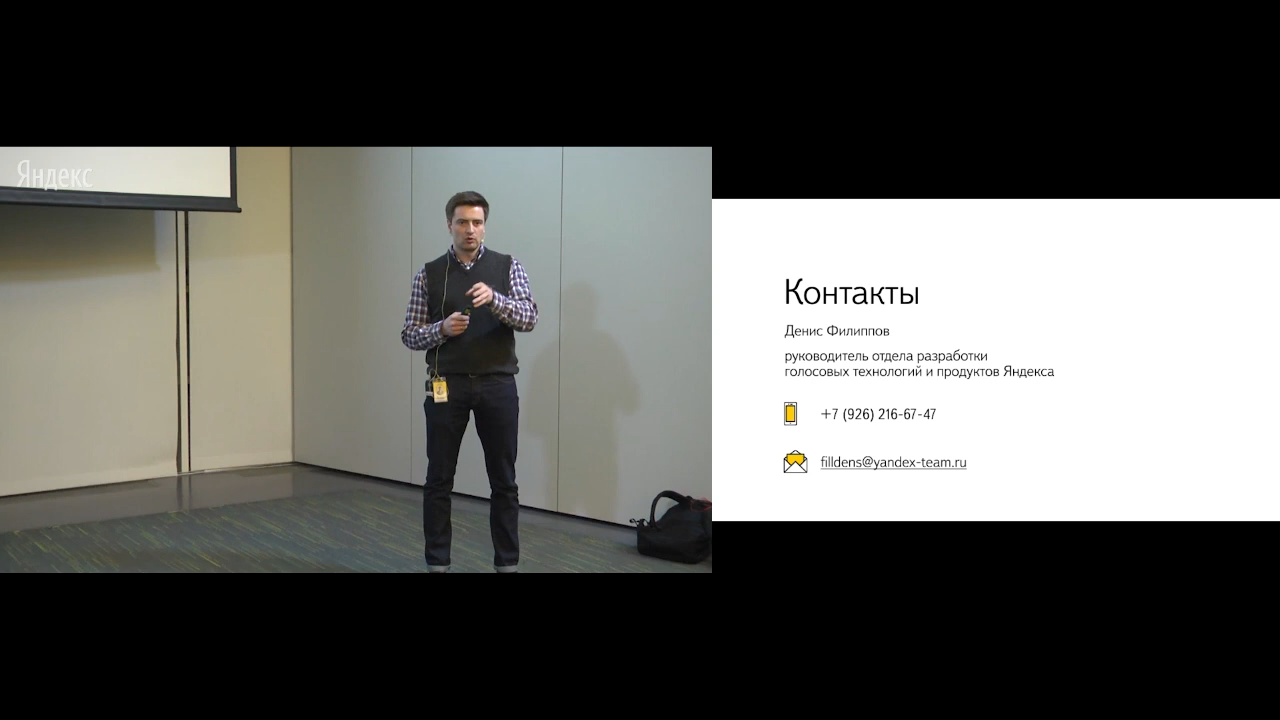 Яндекс
Контакты
Денис Филиппов
руководитель отдела разработки
голосовых технологий и продуктов Яндекса
+7 (926) 216-67-47
filldens@yandex-team.ru